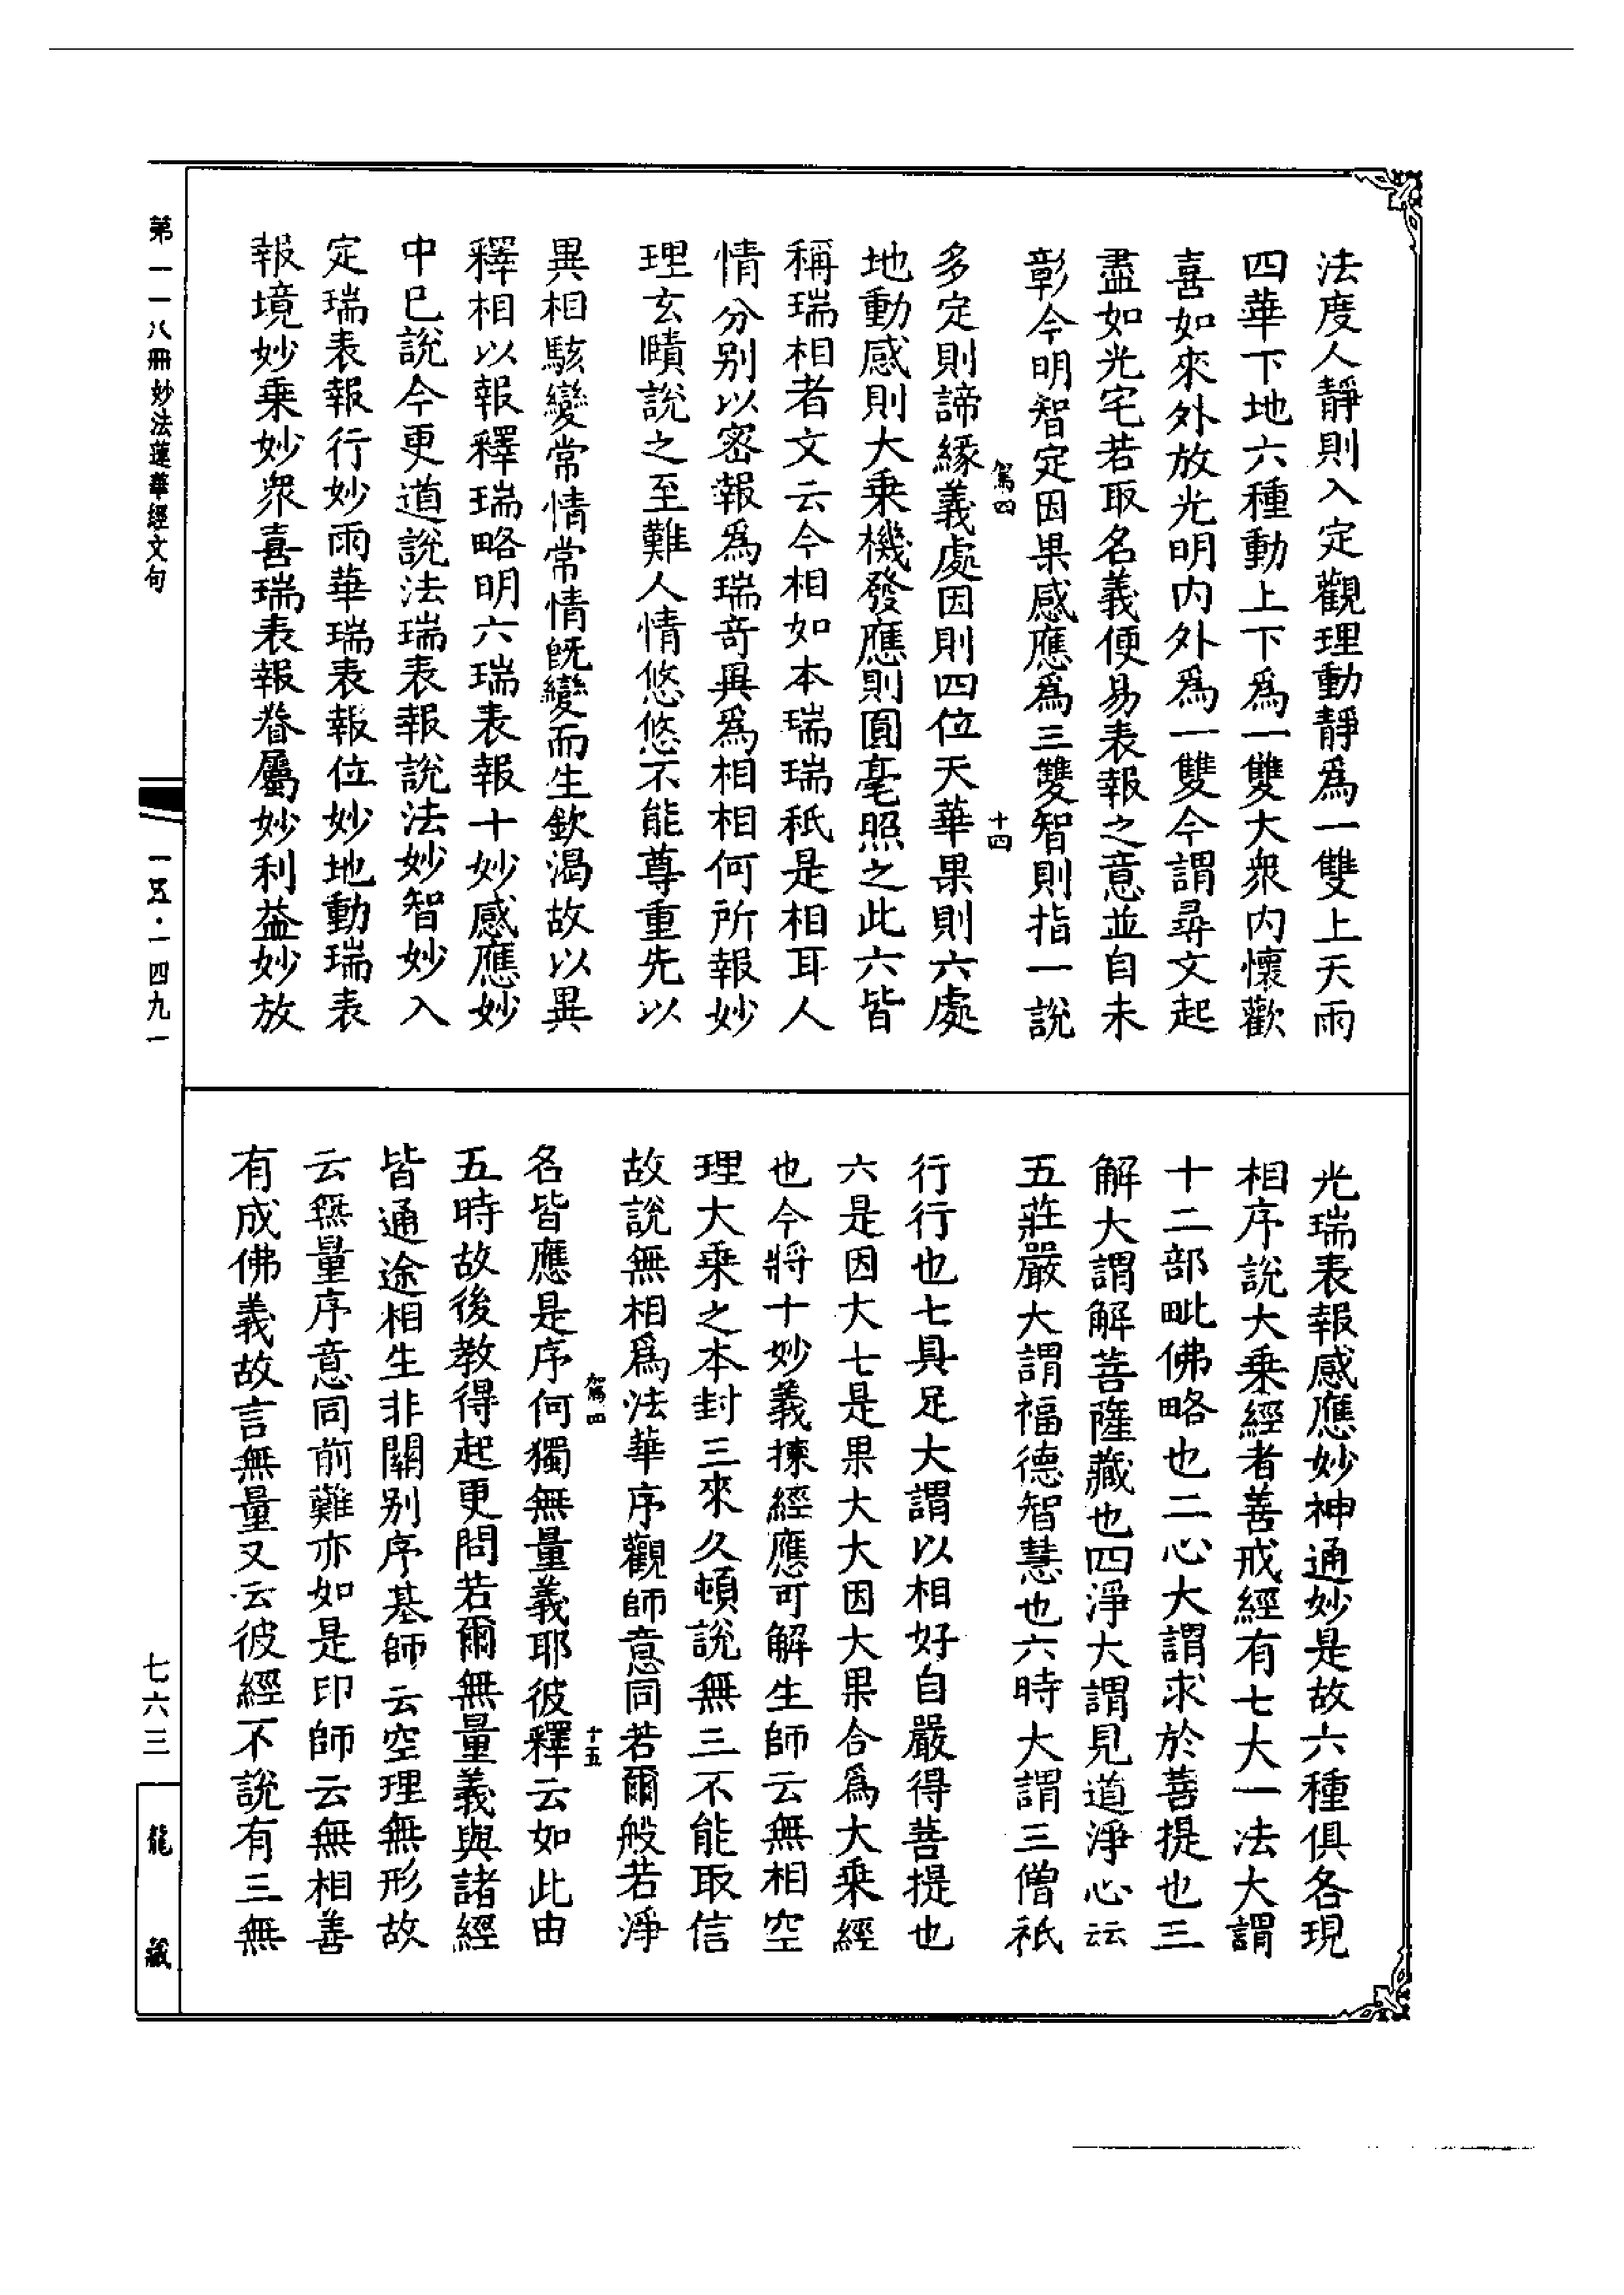 法度人靜則入定觀理動靜爲一雙上天雨
四華下地六種動上下爲一雙大衆内懷歡
喜如來外放光明内外爲一雙今謂尋文起
盡如光宅若取名義便易表報之意並自未
彰今明智定因果感應爲三雙智則指一說
多定則諦緣義處因則四位天華果則六處
駕四
十四
地動感則大乗機發應則圓毫照之此六皆
稱瑞相者文云今相如本瑞瑞秖是相耳人
情分别以密報爲瑞奇異爲相相何所報妙
理玄賾說之至難人情悠悠不能尊重先以
異相駭變常情常情旣變而生欽渴故以異
釋相以報釋瑞略明六瑞表報十妙感應妙
中巳說今更道說法瑞表報說法妙智妙入
定瑞表報行妙雨華瑞表報位妙地動瑞表
報境妙乗妙衆喜瑞表報眷屬妙利益妙放
光瑞表報感應妙神通妙是故六種俱各現
相序說大乗經者善戒經有七大一法大謂
十二部毗佛略也二心大謂求於菩提也三
解大謂解菩薩藏也四淨大謂見道淨心云
五莊嚴大謂福德智慧也六時大謂三僧祇
行行也七具足大謂以相好自嚴得菩提也
六是因大七是果大大因大果合爲大乗經
也今將十妙義揀經應可解生師云無相空
理大乗之本封三來久頓說無三不能取信
故說無相爲法華序觀師意同若爾般若淨
駕四
十五
名皆應是序何獨無量義耶彼釋云如此由
五時故後教得起更問若爾無量義與諸經
皆通途相生非關别序基師云空理無形故
云無量序意同前難亦如是印師云無相善
有成佛義故言無量又云彼經不說有三無
第一一八冊 妙法蓮華經文句
一五·一四九一
七六三
龍藏